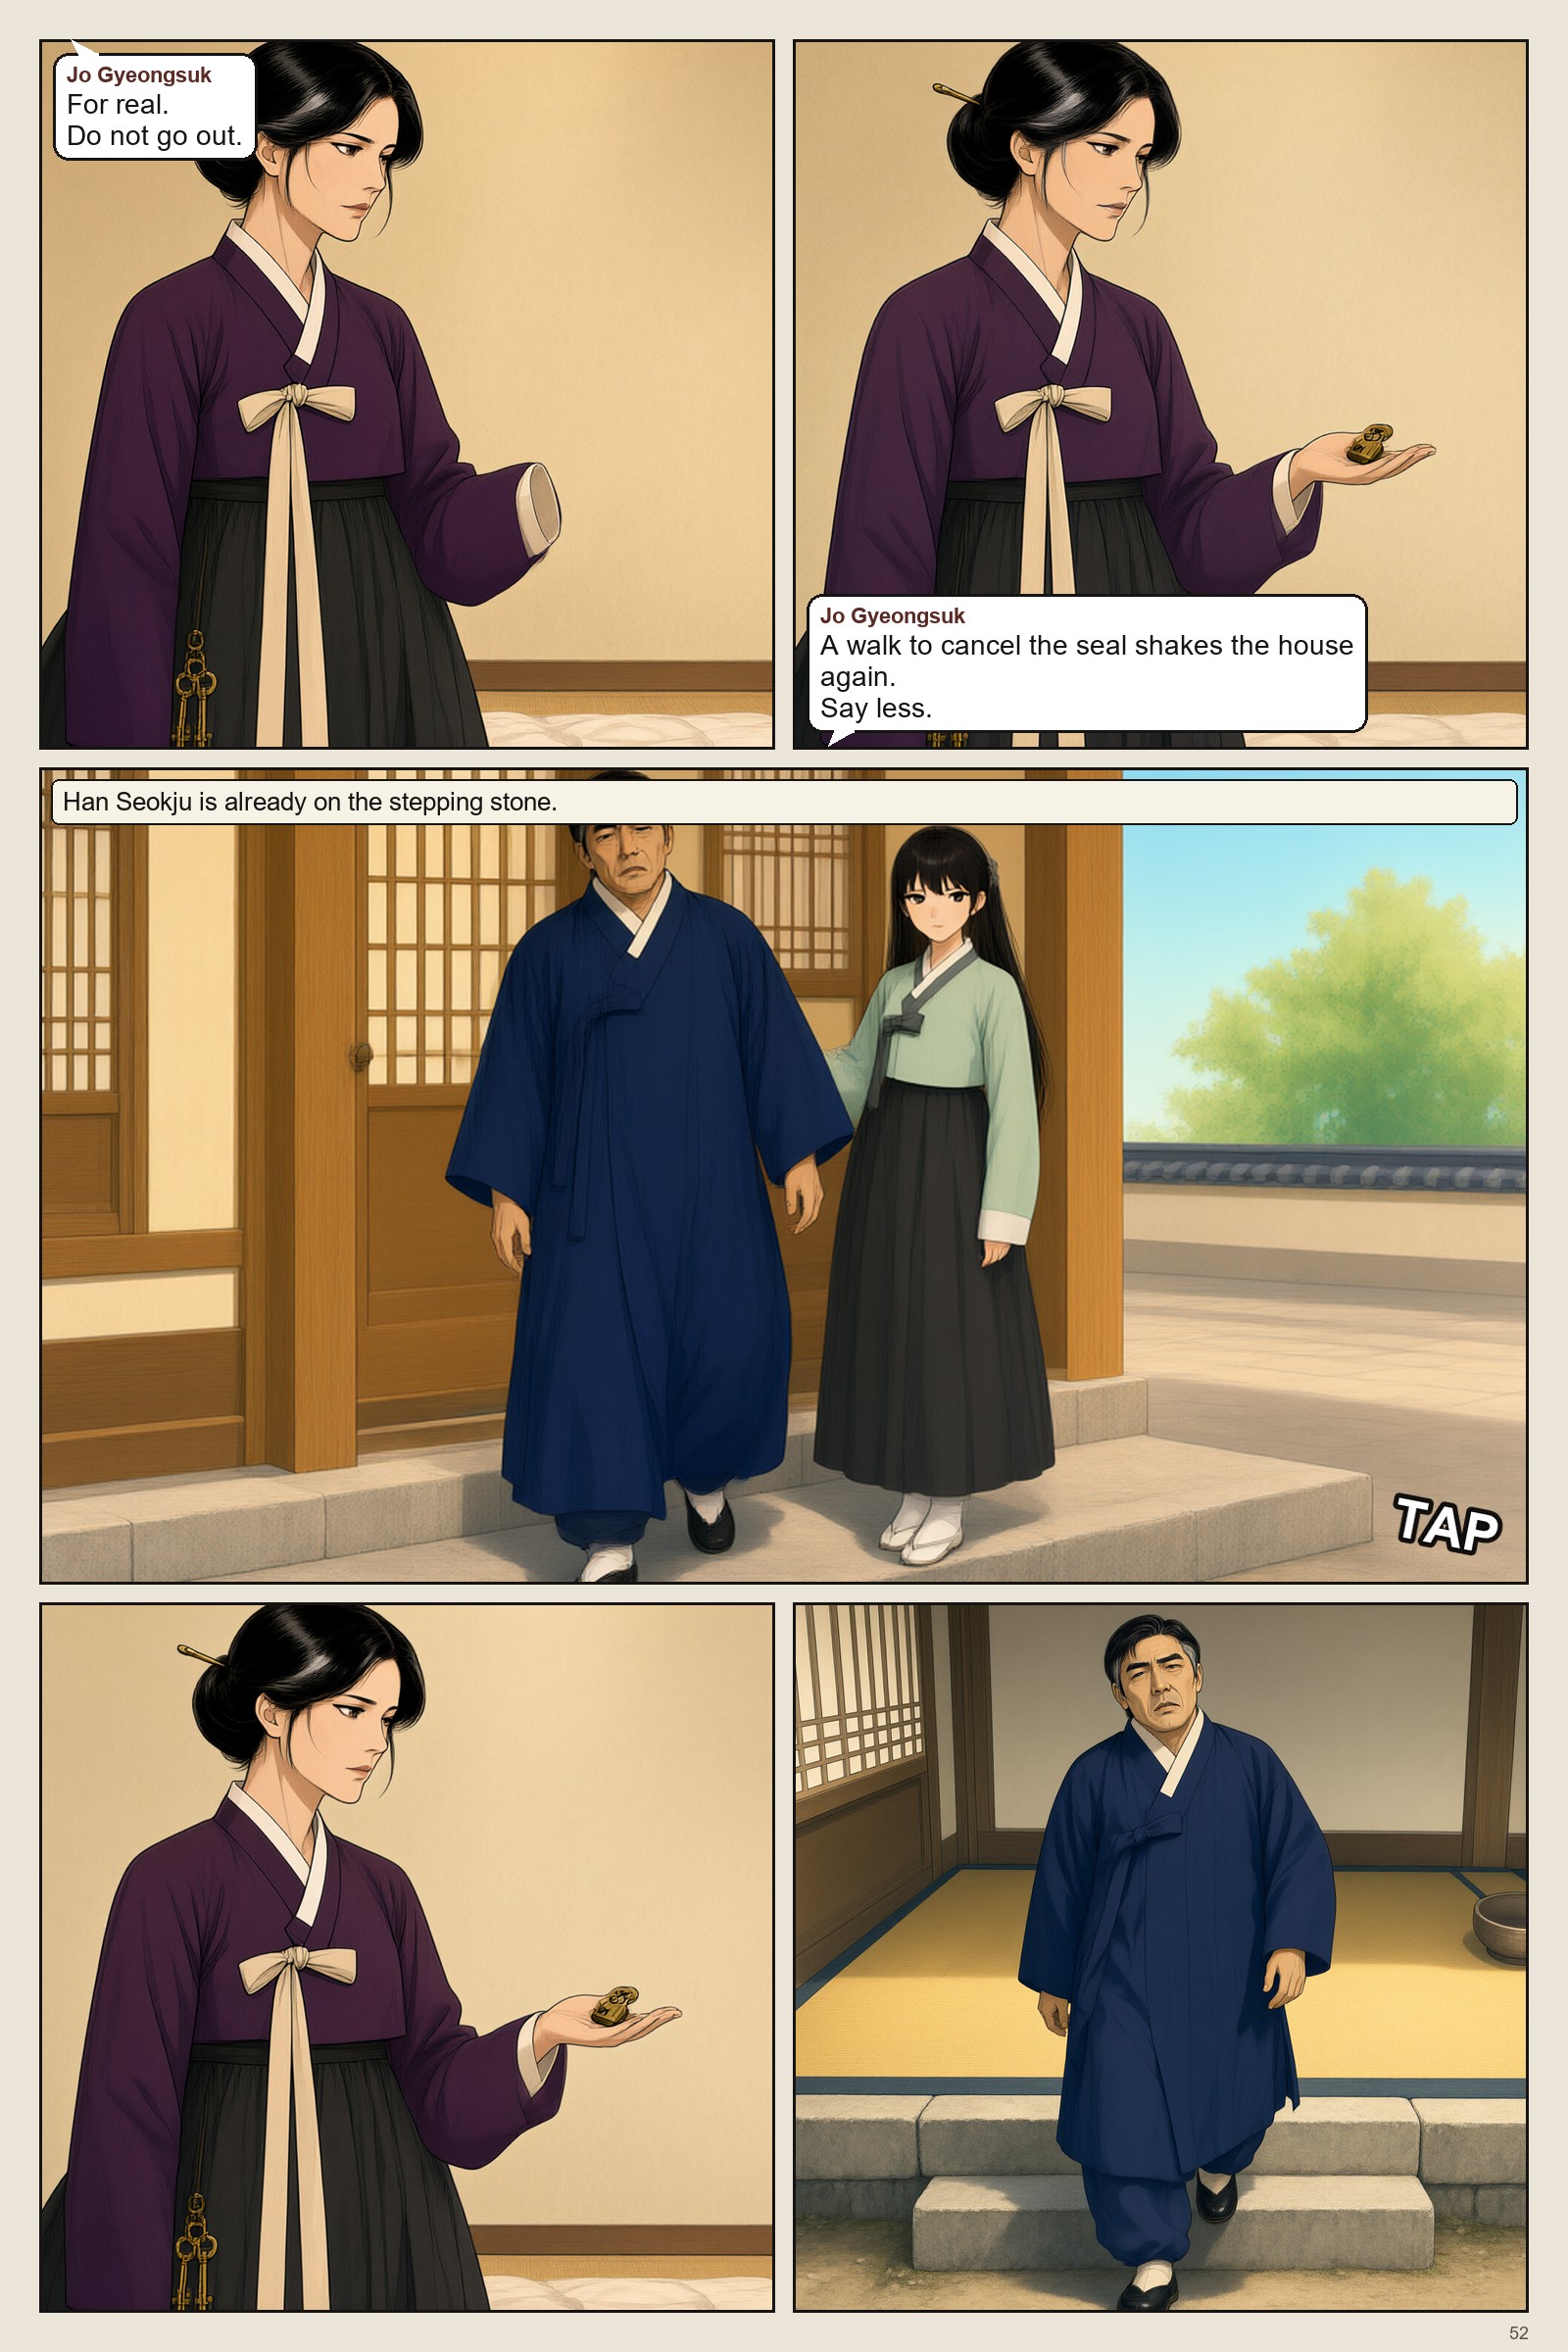 Jo Gyeongsuk
For real.
Do not go out.
Jo Gyeongsuk
A walk to cancel the seal shakes the house
again.
Say less.
Han Seokju is already on the stepping stone.
TAP
52